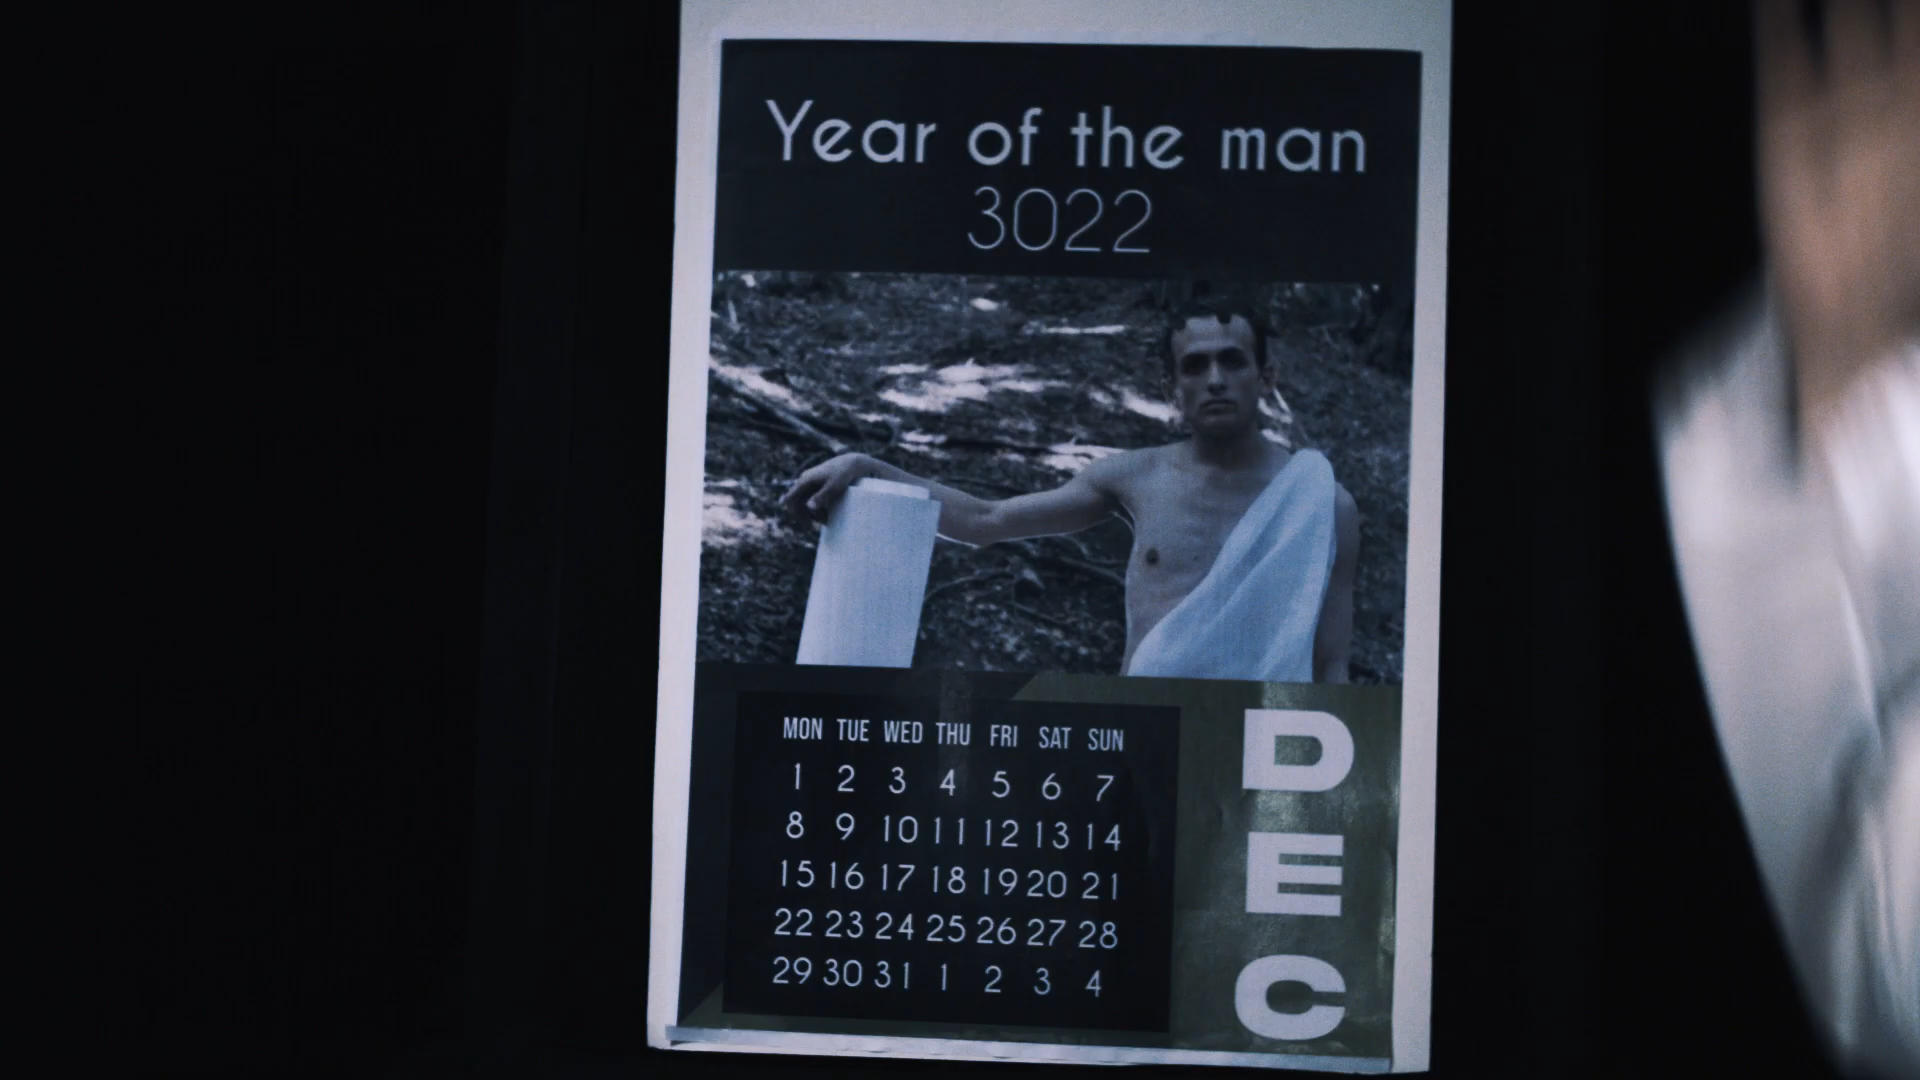 Year of the man
3022
MON TUE WED THU FRI SAT SUN
1 2 3 4 5 6 7
8 9 10 11 12 13 14
15 16 17 18 19 20 21
22 23 24 25 26 27 28
29 30 31 1 2 3 4
DEC